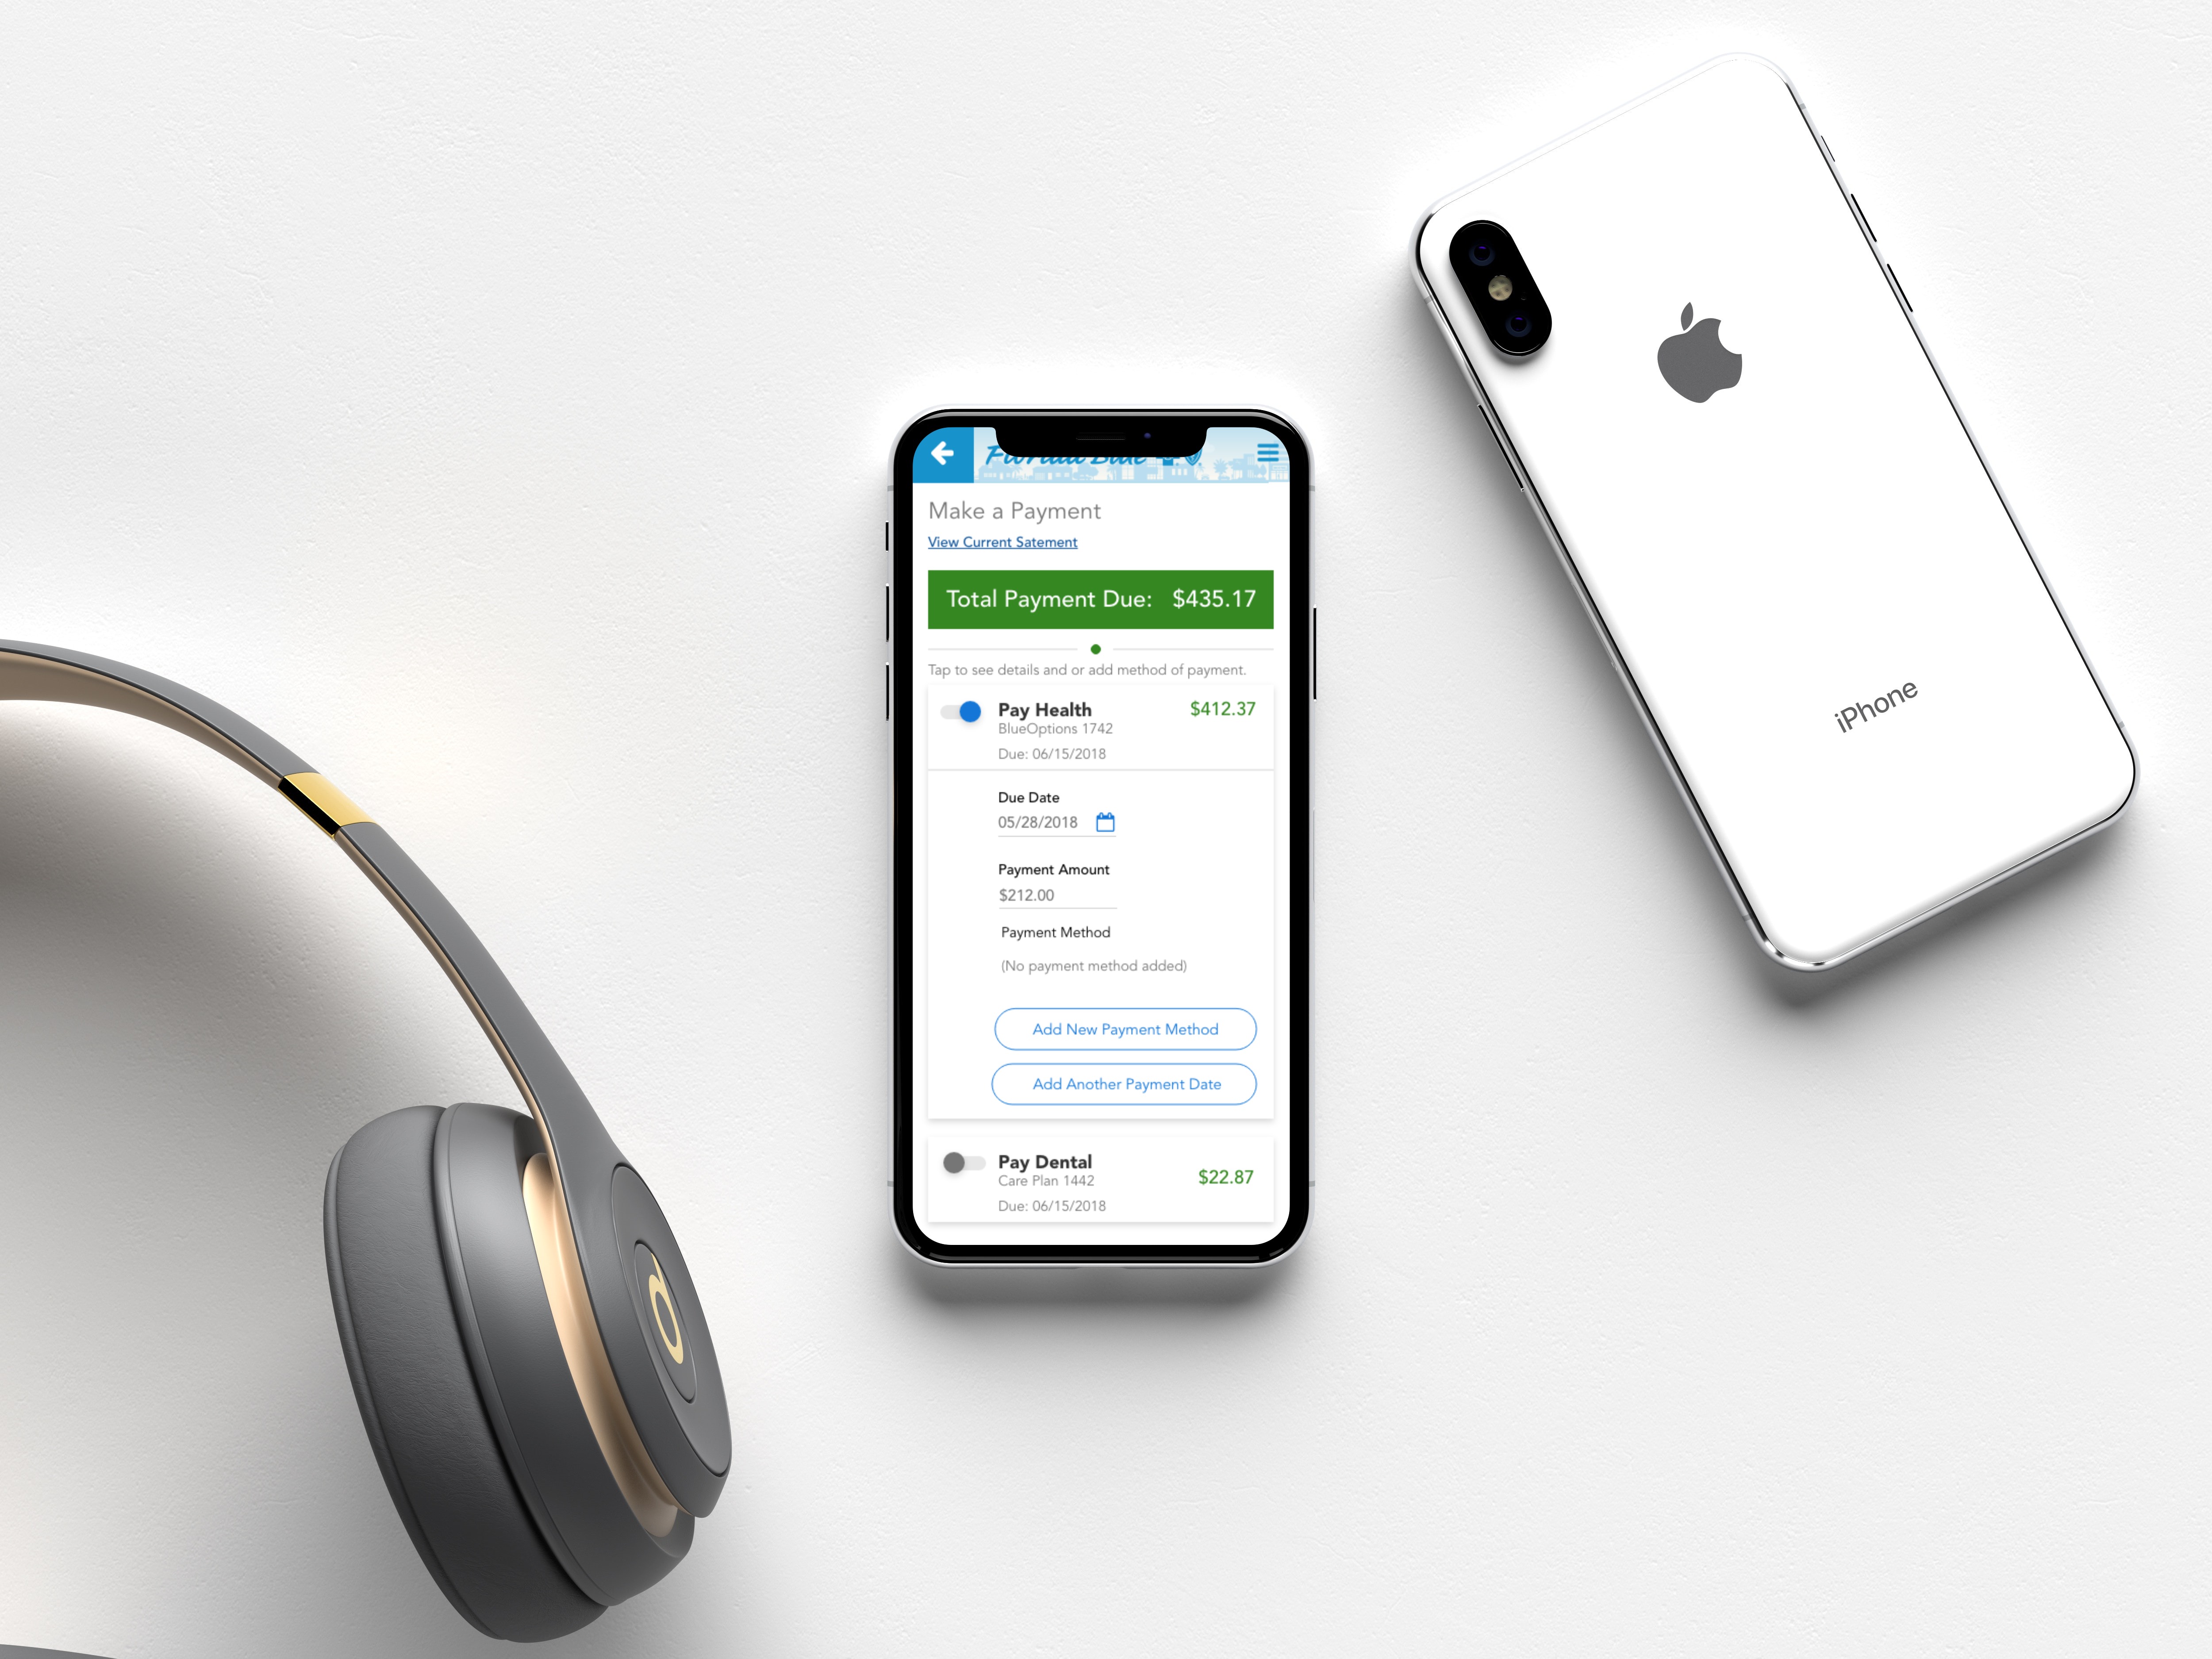 Florida Blue
Make a Payment
View Current Satement
Total Payment Due: $435.17
Tap to see details and or add method of payment.
Pay Health $412.37
BlueOptions 1742
Due: 06/15/2018
Due Date
05/28/2018
Payment Amount
$212.00
Payment Method
(No payment method added)
Add New Payment Method
Add Another Payment Date
Pay Dental
Care Plan 1442
$22.87
Due: 06/15/2018
iPhone